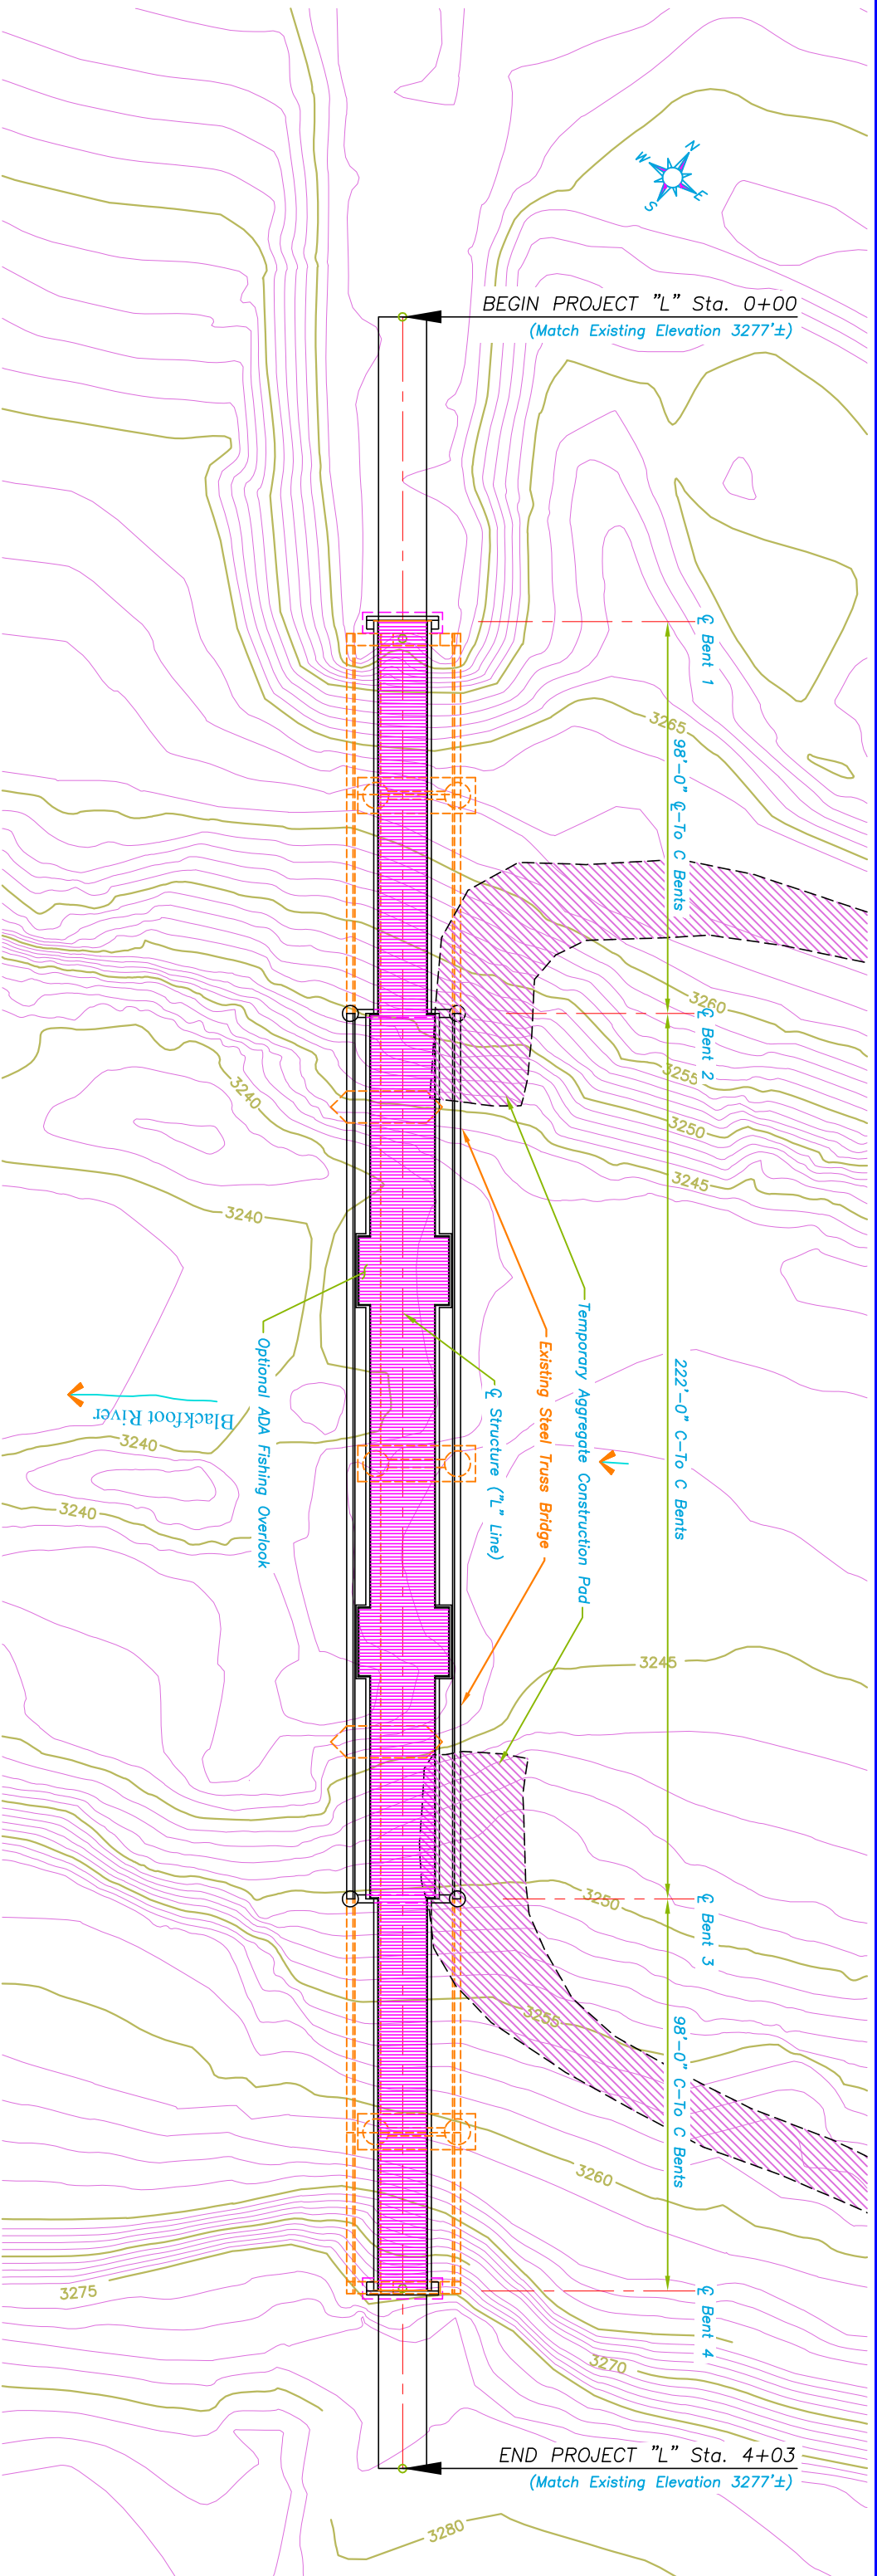 N
W
E
S
BEGIN PROJECT "L" Sta. 0+00
(Match Existing Elevation 3277'±)
℄ Bent 1
3265
98'-0" ℄-To C Bents
3260
℄ Bent 2
3255
3250
3245
3240
3240
222'-0" C-To C Bents
Temporary Aggregate Construction Pad
Existing Steel Truss Bridge
℄ Structure ("L" Line)
Optional ADA Fishing Overlook
Blackfoot River
3240
3240
3245
℄ Bent 3
3250
3255
98'-0" C-To C Bents
3260
3275
℄ Bent 4
3270
END PROJECT "L" Sta. 4+03
(Match Existing Elevation 3277'±)
3280